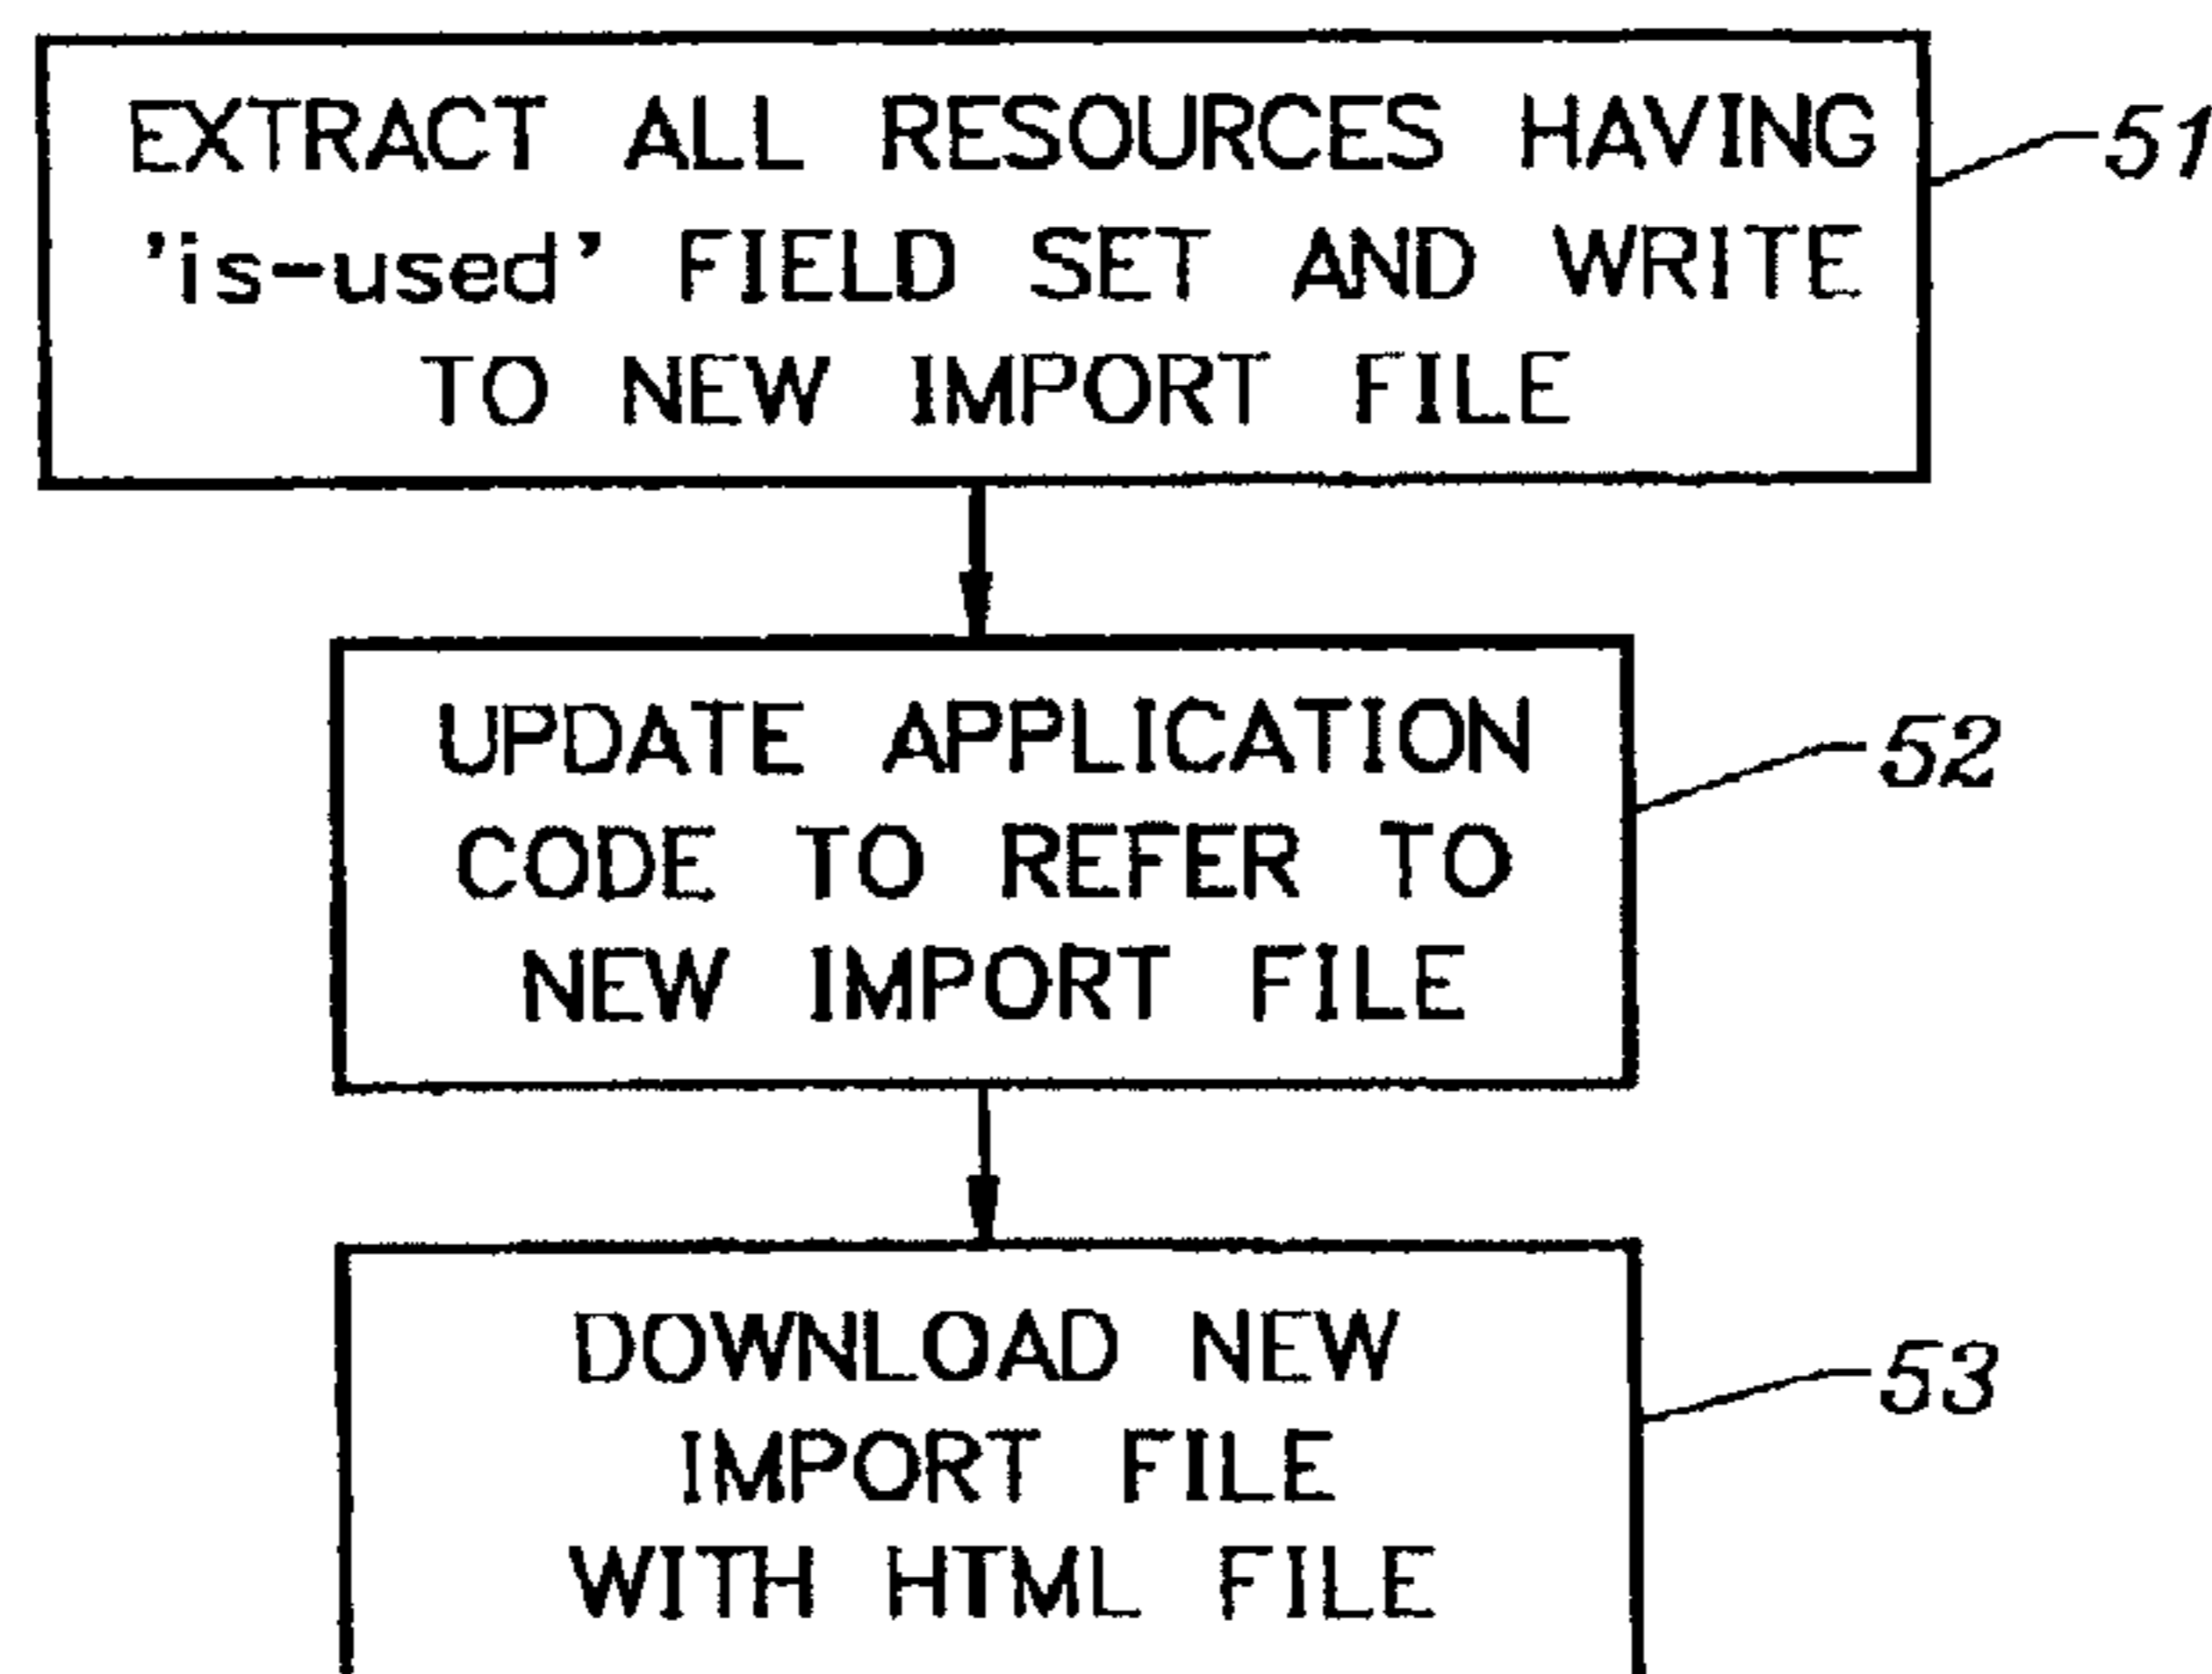 EXTRACT ALL RESOURCES HAVING
'is-used' FIELD SET AND WRITE
TO NEW IMPORT FILE
51
UPDATE APPLICATION
CODE TO REFER TO
NEW IMPORT FILE
52
DOWNLOAD NEW
IMPORT FILE
WITH HTML FILE
53